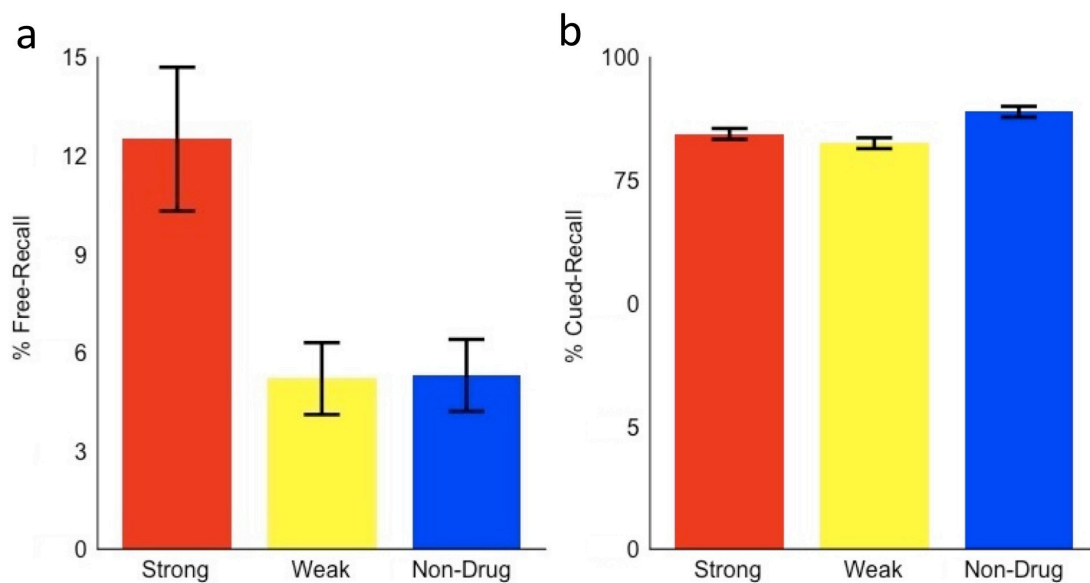 a
15
12
9
6
3
0
% Free-Recall
Strong Weak Non-Drug
b
100
75
0
5
0
% Cued-Recall
Strong Weak Non-Drug